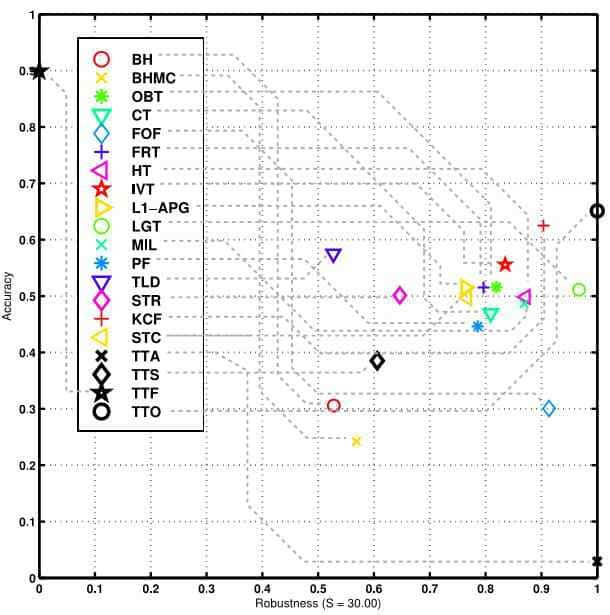 1
0.9
0.8
0.7
0.6
0.5
0.4
0.3
0.2
0.1
0
Accuracy
BH
BHMC
OBT
CT
FOF
FRT
HT
IVT
L1−APG
LGT
MIL
PF
TLD
STR
KCF
STC
TTA
TTS
TTF
TTO
0 0.1 0.2 0.3 0.4 0.5 0.6 0.7 0.8 0.9 1
Robustness (S = 30.00)